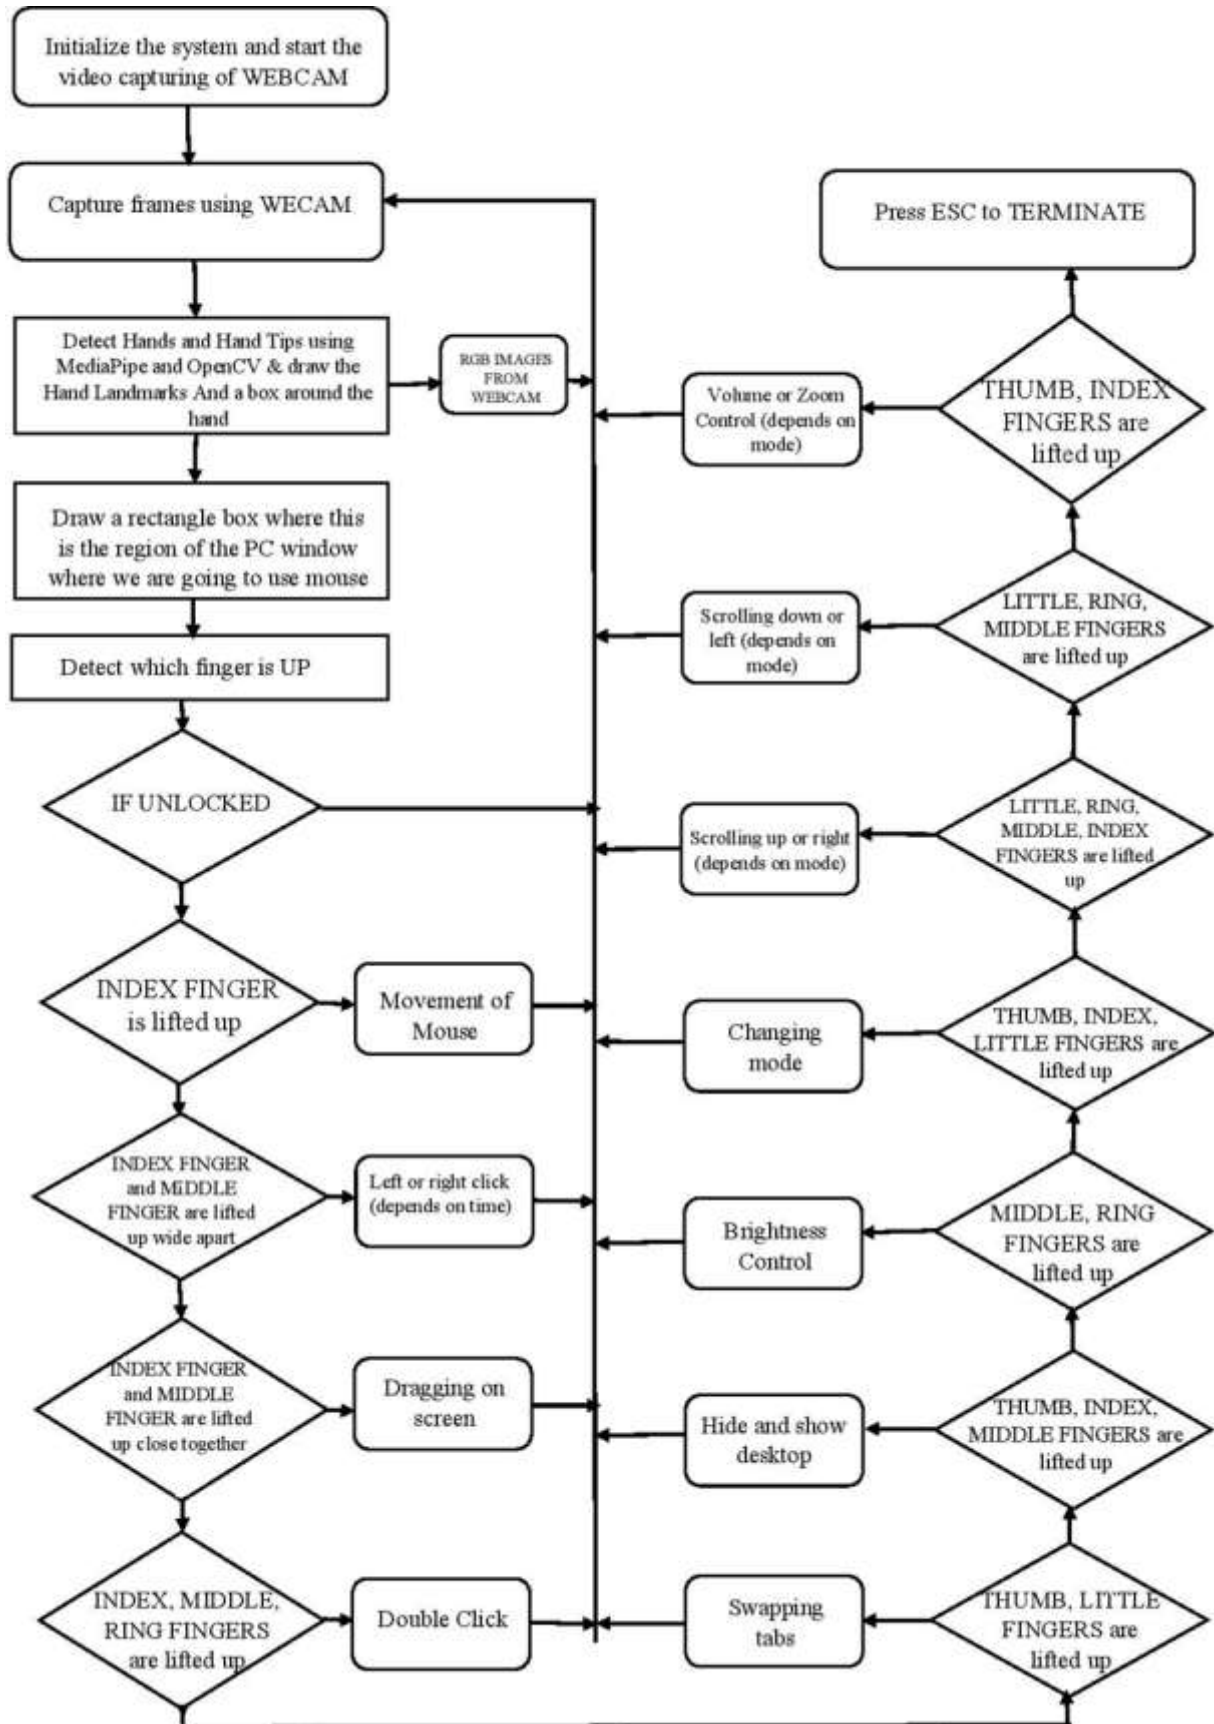 Initialize the system and start the
video capturing of WEBCAM
Capture frames using WECAM
Detect Hands and Hand Tips using
MediaPipe and OpenCV & draw the
Hand Landmarks And a box around the
hand
RGB IMAGES
FROM
WEBCAM
Draw a rectangle box where this
is the region of the PC window
where we are going to use mouse
Detect which finger is UP
IF UNLOCKED
INDEX FINGER
is lifted up
Movement of
Mouse
INDEX FINGER
and MiDDLE
FINGER are lifted
up wide apart
Left or right click
(depends on time)
INDEX FINGER
and MIDDLE
FINGER are lifted
up close together
Dragging on
screen
INDEX, MIDDLE,
RING FINGERS
are lifted up
Double Click
THUMB, LITTLE
FINGERS are
lifted up
Swapping
tabs
THUMB, INDEX,
MIDDLE FINGERS are
lifted up
Hide and show
desktop
MIDDLE, RING
FINGERS are
lifted up
Brightness
Control
THUMB, INDEX,
LITTLE FINGERS are
lifted up
Changing
mode
LITTLE, RING,
MIDDLE, INDEX
FINGERS are lifted
up
Scrolling up or right
(depends on mode)
LITTLE, RING,
MIDDLE FINGERS
are lifted up
Scrolling down or
left (depends on
mode)
THUMB, INDEX
FINGERS are
lifted up
Volume or Zoom
Control (depends on
mode)
Press ESC to TERMINATE